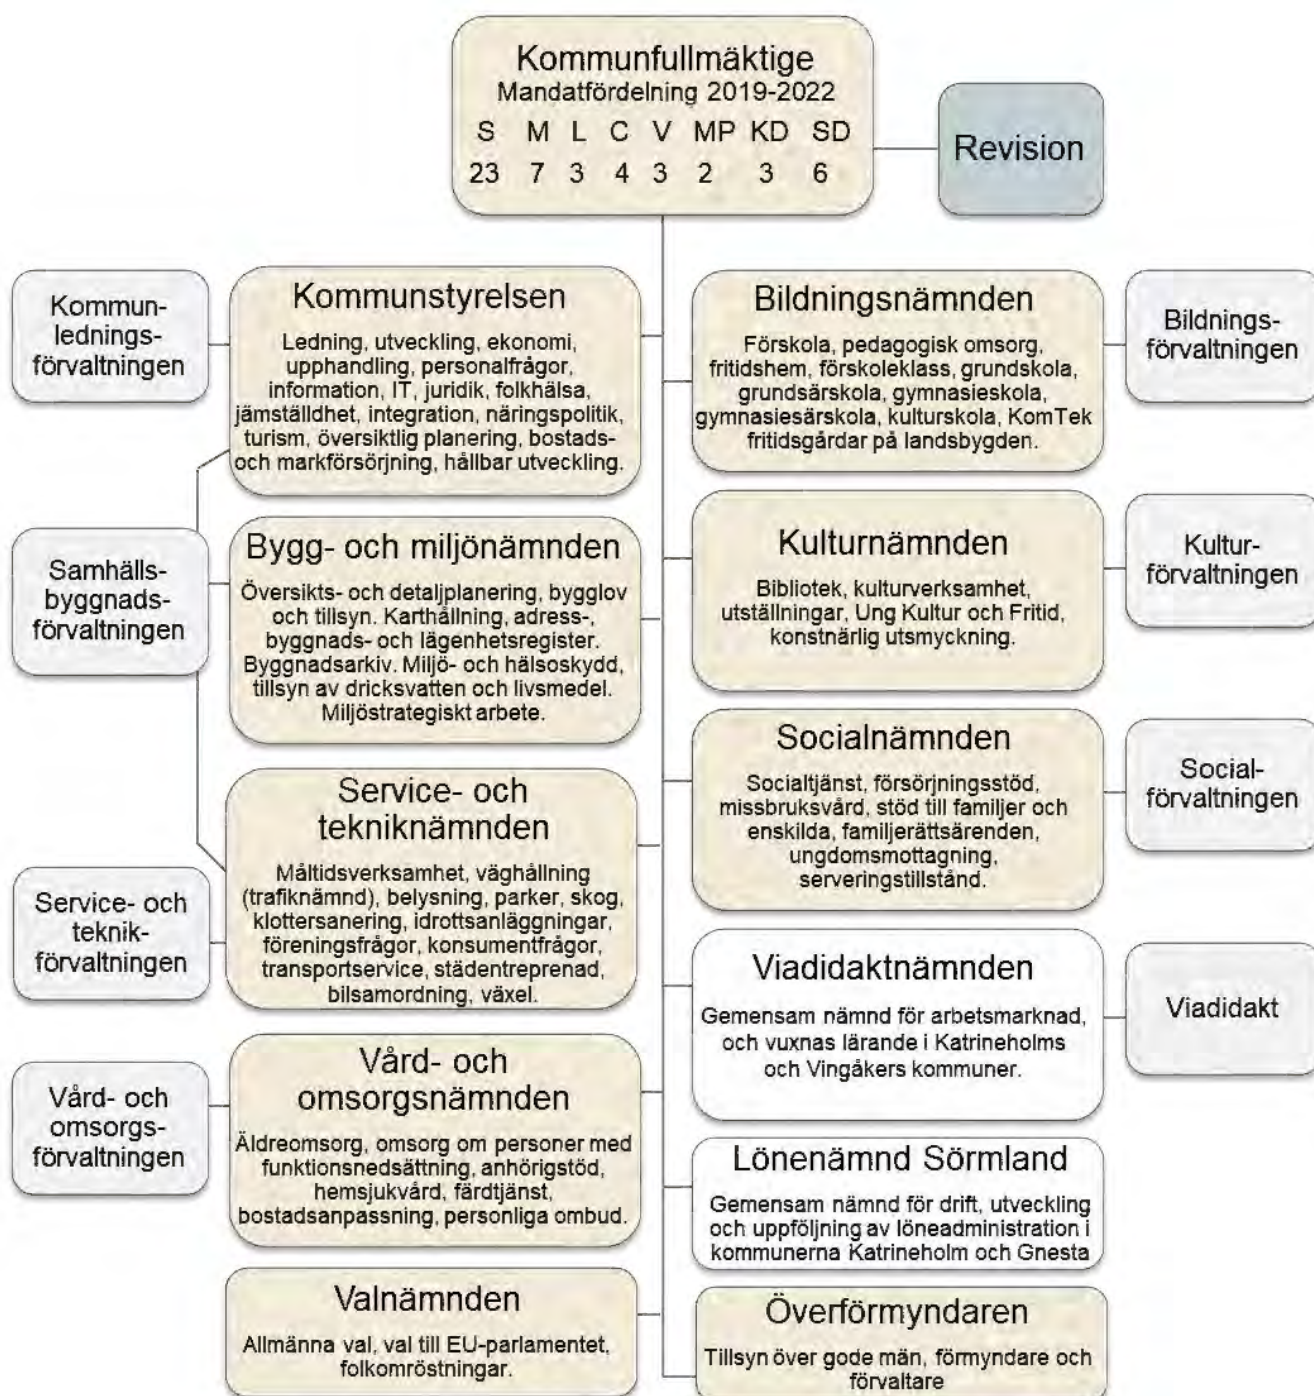 Kommunfullmäktige
Mandatfördelning 2019-2022
S M L C V MP KD SD
23 7 3 4 3 2 3 6
Revision
Kommun-
lednings-
förvaltningen
Kommunstyrelsen
Ledning, utveckling, ekonomi,
upphandling, personalfrågor,
information, IT, juridik, folkhälsa,
jämställdhet, integration, näringspolitik,
turism, översiktlig planering, bostads-
och markförsörjning, hållbar utveckling.
Bildningsnämnden
Förskola, pedagogisk omsorg,
fritidshem, förskoleklass, grundskola,
grundsärskola, gymnasieskola,
gymnasiesärskola, kulturskola, KomTek
fritidsgårdar på landsbygden.
Bildnings-
förvaltningen
Samhälls-
byggnads-
förvaltningen
Bygg- och miljönämnden
Översikts- och detaljplanering, bygglov
och tillsyn. Karthållning, adress-,
byggnads- och lägenhetsregister.
Byggnadsarkiv. Miljö- och hälsoskydd,
tillsyn av dricksvatten och livsmedel.
Miljöstrategiskt arbete.
Kulturnämnden
Bibliotek, kulturverksamhet,
utställningar, Ung Kultur och Fritid,
konstnärlig utsmyckning.
Kultur-
förvaltningen
Service- och
teknik-
förvaltningen
Service- och
tekniknämnden
Måltidsverksamhet, väghållning
(trafiknämnd), belysning, parker, skog,
klottersanering, idrottsanläggningar,
föreningsfrågor, konsumentfrågor,
transportservice, städentreprenad,
bilsamordning, växel.
Socialnämnden
Socialtjänst, försörjningsstöd,
missbruksvård, stöd till familjer och
enskilda, familjerättsärenden,
ungdomsmottagning,
serveringstillstånd.
Social-
förvaltningen
Viadidaktnämnden
Gemensam nämnd för arbetsmarknad,
och vuxnas lärande i Katrineholms
och Vingåkers kommuner.
Viadidakt
Vård- och
omsorgs-
förvaltningen
Vård- och
omsorgsnämnden
Äldreomsorg, omsorg om personer med
funktionsnedsättning, anhörigstöd,
hemsjukvård, färdtjänst,
bostadsanpassning, personliga ombud.
Lönenämnd Sörmland
Gemensam nämnd för drift, utveckling
och uppföljning av löneadministration i
kommunerna Katrineholm och Gnesta
Valnämnden
Allmänna val, val till EU-parlamentet,
folkomröstningar.
Överförmyndaren
Tillsyn över gode män, förmyndare och
förvaltare